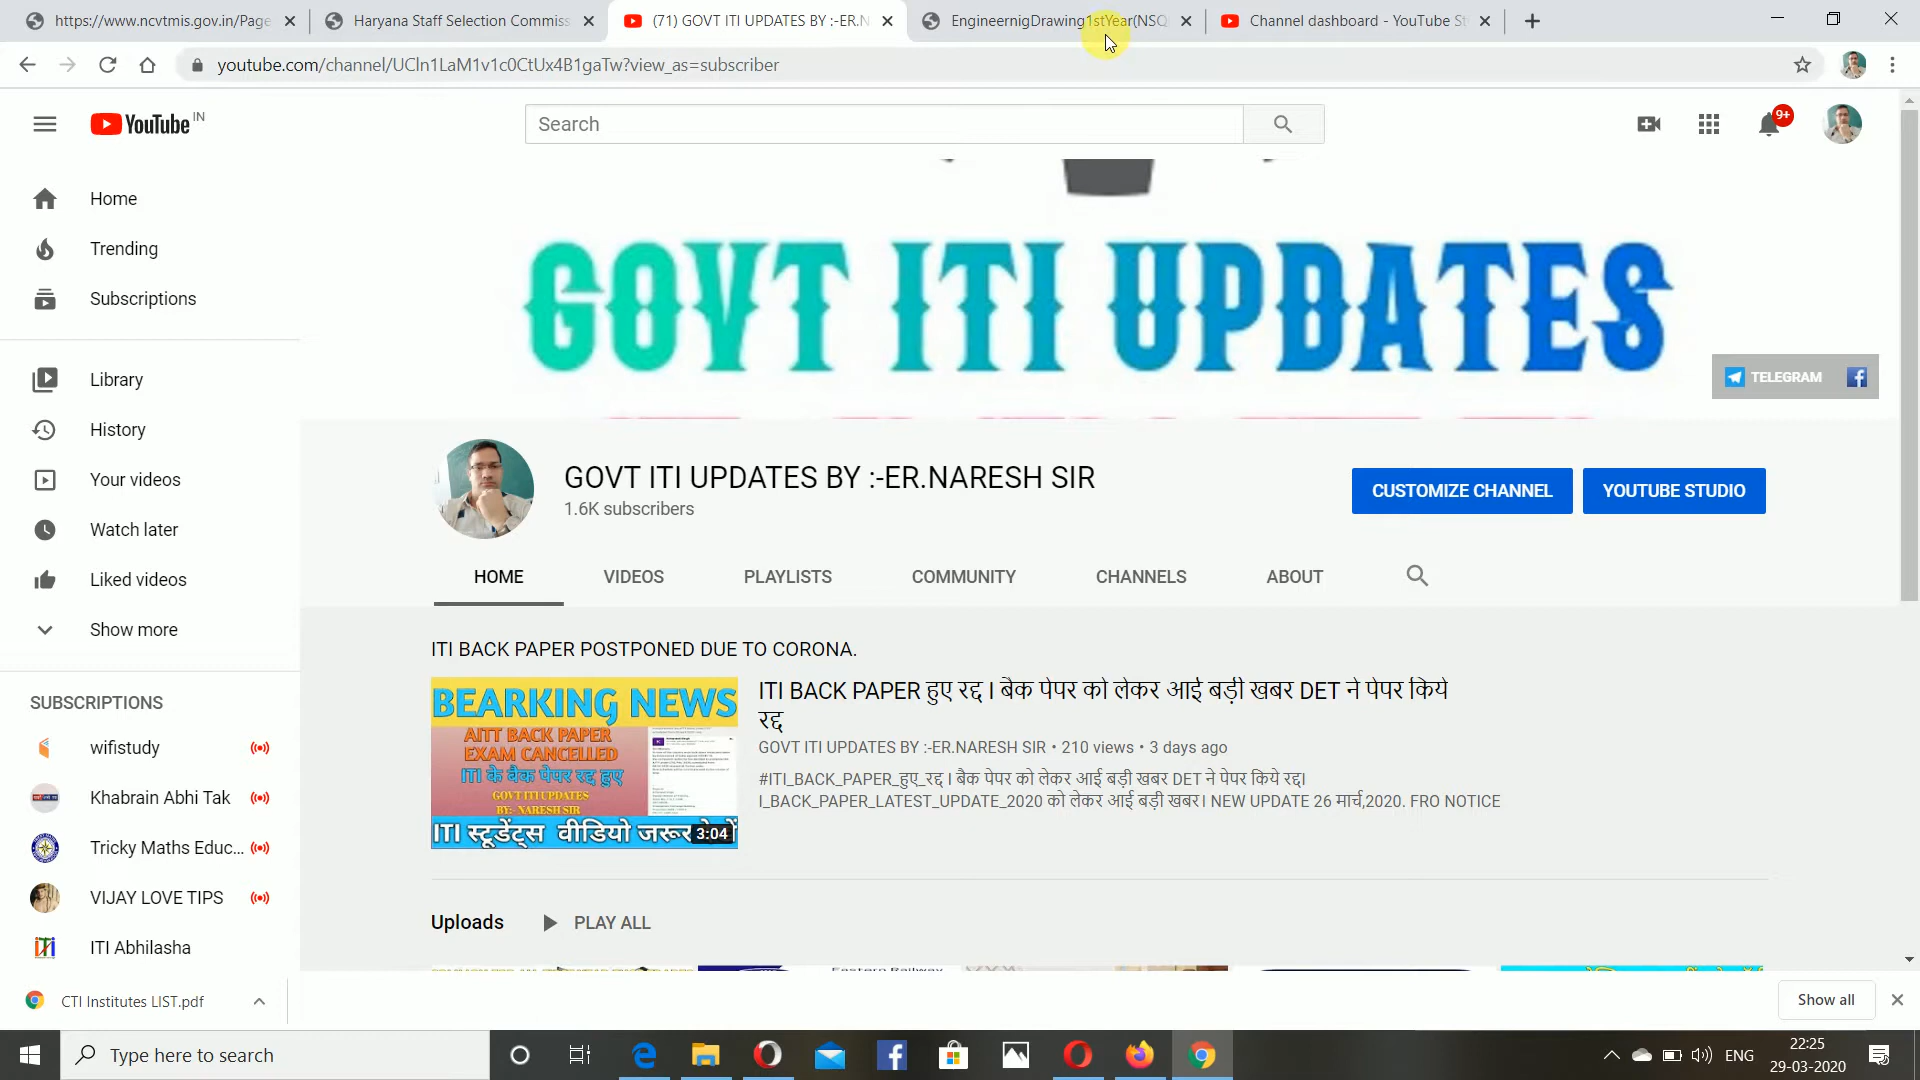 https://www.ncvtmis.gov.in/Page
Haryana Staff Selection Commiss
(71) GOVT ITI UPDATES BY :-ER.N
EngineernigDrawing1stYear(NSQ
Channel dashboard - YouTube St
youtube.com/channel/UCln1LaM1v1c0CtUx4B1gaTw?view_as=subscriber
YouTube IN
Search
9+
Home
Trending
Subscriptions
Library
History
Your videos
Watch later
Liked videos
Show more
SUBSCRIPTIONS
wifistudy
Khabrain Abhi Tak
Tricky Maths Educ...
VIJAY LOVE TIPS
ITI Abhilasha
GOVT ITI UPDATES
TELEGRAM
GOVT ITI UPDATES BY :-ER.NARESH SIR
1.6K subscribers
CUSTOMIZE CHANNEL
YOUTUBE STUDIO
HOME VIDEOS PLAYLISTS COMMUNITY CHANNELS ABOUT
ITI BACK PAPER POSTPONED DUE TO CORONA.
BEARKING NEWS
AITT BACK PAPER
EXAM CANCELLED
ITI के बैक पेपर रद्द हुए
GOVT ITI UPDATES
BY:- NARESH SIR
ITI स्टूडेंट्स वीडियो जरूर
3:04
ITI BACK PAPER हुए रद्द I बैक पेपर को लेकर आई बड़ी खबर DET ने पेपर किये
रद्द
GOVT ITI UPDATES BY :-ER.NARESH SIR • 210 views • 3 days ago
#ITI_BACK_PAPER_हुए_रद्द I बैक पेपर को लेकर आई बड़ी खबर DET ने पेपर किये रद्द।
I_BACK_PAPER_LATEST_UPDATE_2020 को लेकर आई बड़ी खबर। NEW UPDATE 26 मार्च,2020. FRO NOTICE
Uploads
PLAY ALL
CTI Institutes LIST.pdf
Show all
Type here to search
ENG
22:25
29-03-2020